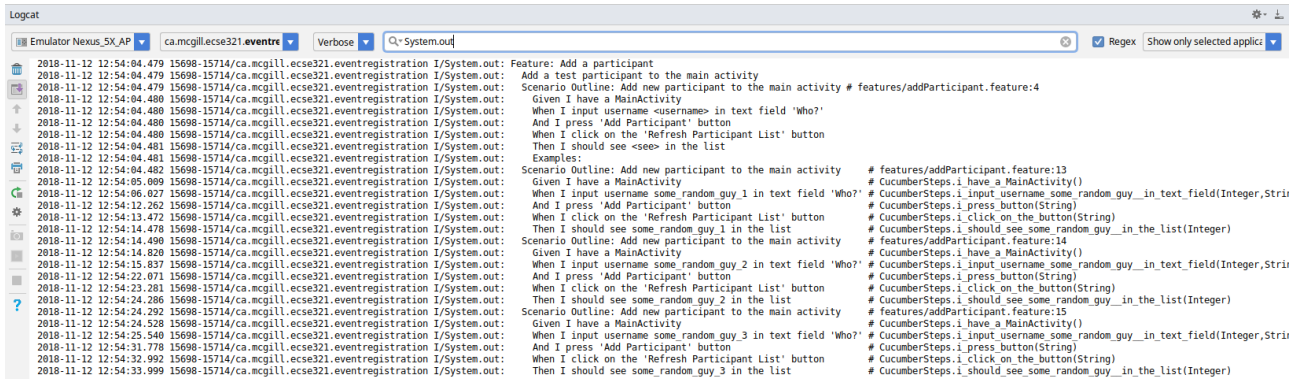 Logcat
Emulator Nexus_5X_AP ca.mcgill.ecse321.eventre Verbose System.out Regex Show only selected applica
2018-11-12 12:54:04.479 15698-15714/ca.mcgill.ecse321.eventregistration I/System.out: Feature: Add a participant
2018-11-12 12:54:04.479 15698-15714/ca.mcgill.ecse321.eventregistration I/System.out:   Add a test participant to the main activity
2018-11-12 12:54:04.479 15698-15714/ca.mcgill.ecse321.eventregistration I/System.out:   Scenario Outline: Add new participant to the main activity # features/addParticipant.feature:4
2018-11-12 12:54:04.480 15698-15714/ca.mcgill.ecse321.eventregistration I/System.out:     Given I have a MainActivity
2018-11-12 12:54:04.480 15698-15714/ca.mcgill.ecse321.eventregistration I/System.out:     When I input username <username> in text field 'Who?'
2018-11-12 12:54:04.480 15698-15714/ca.mcgill.ecse321.eventregistration I/System.out:     And I press 'Add Participant' button
2018-11-12 12:54:04.480 15698-15714/ca.mcgill.ecse321.eventregistration I/System.out:     When I click on the 'Refresh Participant List' button
2018-11-12 12:54:04.481 15698-15714/ca.mcgill.ecse321.eventregistration I/System.out:     Then I should see <see> in the list
2018-11-12 12:54:04.481 15698-15714/ca.mcgill.ecse321.eventregistration I/System.out:     Examples:
2018-11-12 12:54:04.482 15698-15714/ca.mcgill.ecse321.eventregistration I/System.out:   Scenario Outline: Add new participant to the main activity # features/addParticipant.feature:13
2018-11-12 12:54:05.009 15698-15714/ca.mcgill.ecse321.eventregistration I/System.out:     Given I have a MainActivity # CucumberSteps.i_have_a_MainActivity()
2018-11-12 12:54:06.027 15698-15714/ca.mcgill.ecse321.eventregistration I/System.out:     When I input username some_random_guy_1 in text field 'Who?' # CucumberSteps.i_input_username_some_random_guy__in_text_field(Integer,Strin
2018-11-12 12:54:12.262 15698-15714/ca.mcgill.ecse321.eventregistration I/System.out:     And I press 'Add Participant' button # CucumberSteps.i_press_button(String)
2018-11-12 12:54:13.472 15698-15714/ca.mcgill.ecse321.eventregistration I/System.out:     When I click on the 'Refresh Participant List' button # CucumberSteps.i_click_on_the_button(String)
2018-11-12 12:54:14.478 15698-15714/ca.mcgill.ecse321.eventregistration I/System.out:     Then I should see some_random_guy_1 in the list # CucumberSteps.i_should_see_some_random_guy__in_the_list(Integer)
2018-11-12 12:54:14.490 15698-15714/ca.mcgill.ecse321.eventregistration I/System.out:   Scenario Outline: Add new participant to the main activity # features/addParticipant.feature:14
2018-11-12 12:54:14.820 15698-15714/ca.mcgill.ecse321.eventregistration I/System.out:     Given I have a MainActivity # CucumberSteps.i_have_a_MainActivity()
2018-11-12 12:54:15.837 15698-15714/ca.mcgill.ecse321.eventregistration I/System.out:     When I input username some_random_guy_2 in text field 'Who?' # CucumberSteps.i_input_username_some_random_guy__in_text_field(Integer,Strin
2018-11-12 12:54:22.071 15698-15714/ca.mcgill.ecse321.eventregistration I/System.out:     And I press 'Add Participant' button # CucumberSteps.i_press_button(String)
2018-11-12 12:54:23.281 15698-15714/ca.mcgill.ecse321.eventregistration I/System.out:     When I click on the 'Refresh Participant List' button # CucumberSteps.i_click_on_the_button(String)
2018-11-12 12:54:24.286 15698-15714/ca.mcgill.ecse321.eventregistration I/System.out:     Then I should see some_random_guy_2 in the list # CucumberSteps.i_should_see_some_random_guy__in_the_list(Integer)
2018-11-12 12:54:24.292 15698-15714/ca.mcgill.ecse321.eventregistration I/System.out:   Scenario Outline: Add new participant to the main activity # features/addParticipant.feature:15
2018-11-12 12:54:24.528 15698-15714/ca.mcgill.ecse321.eventregistration I/System.out:     Given I have a MainActivity # CucumberSteps.i_have_a_MainActivity()
2018-11-12 12:54:25.540 15698-15714/ca.mcgill.ecse321.eventregistration I/System.out:     When I input username some_random_guy_3 in text field 'Who?' # CucumberSteps.i_input_username_some_random_guy__in_text_field(Integer,Strin
2018-11-12 12:54:31.778 15698-15714/ca.mcgill.ecse321.eventregistration I/System.out:     And I press 'Add Participant' button # CucumberSteps.i_press_button(String)
2018-11-12 12:54:32.992 15698-15714/ca.mcgill.ecse321.eventregistration I/System.out:     When I click on the 'Refresh Participant List' button # CucumberSteps.i_click_on_the_button(String)
2018-11-12 12:54:33.999 15698-15714/ca.mcgill.ecse321.eventregistration I/System.out:     Then I should see some_random_guy_3 in the list # CucumberSteps.i_should_see_some_random_guy__in_the_list(Integer)